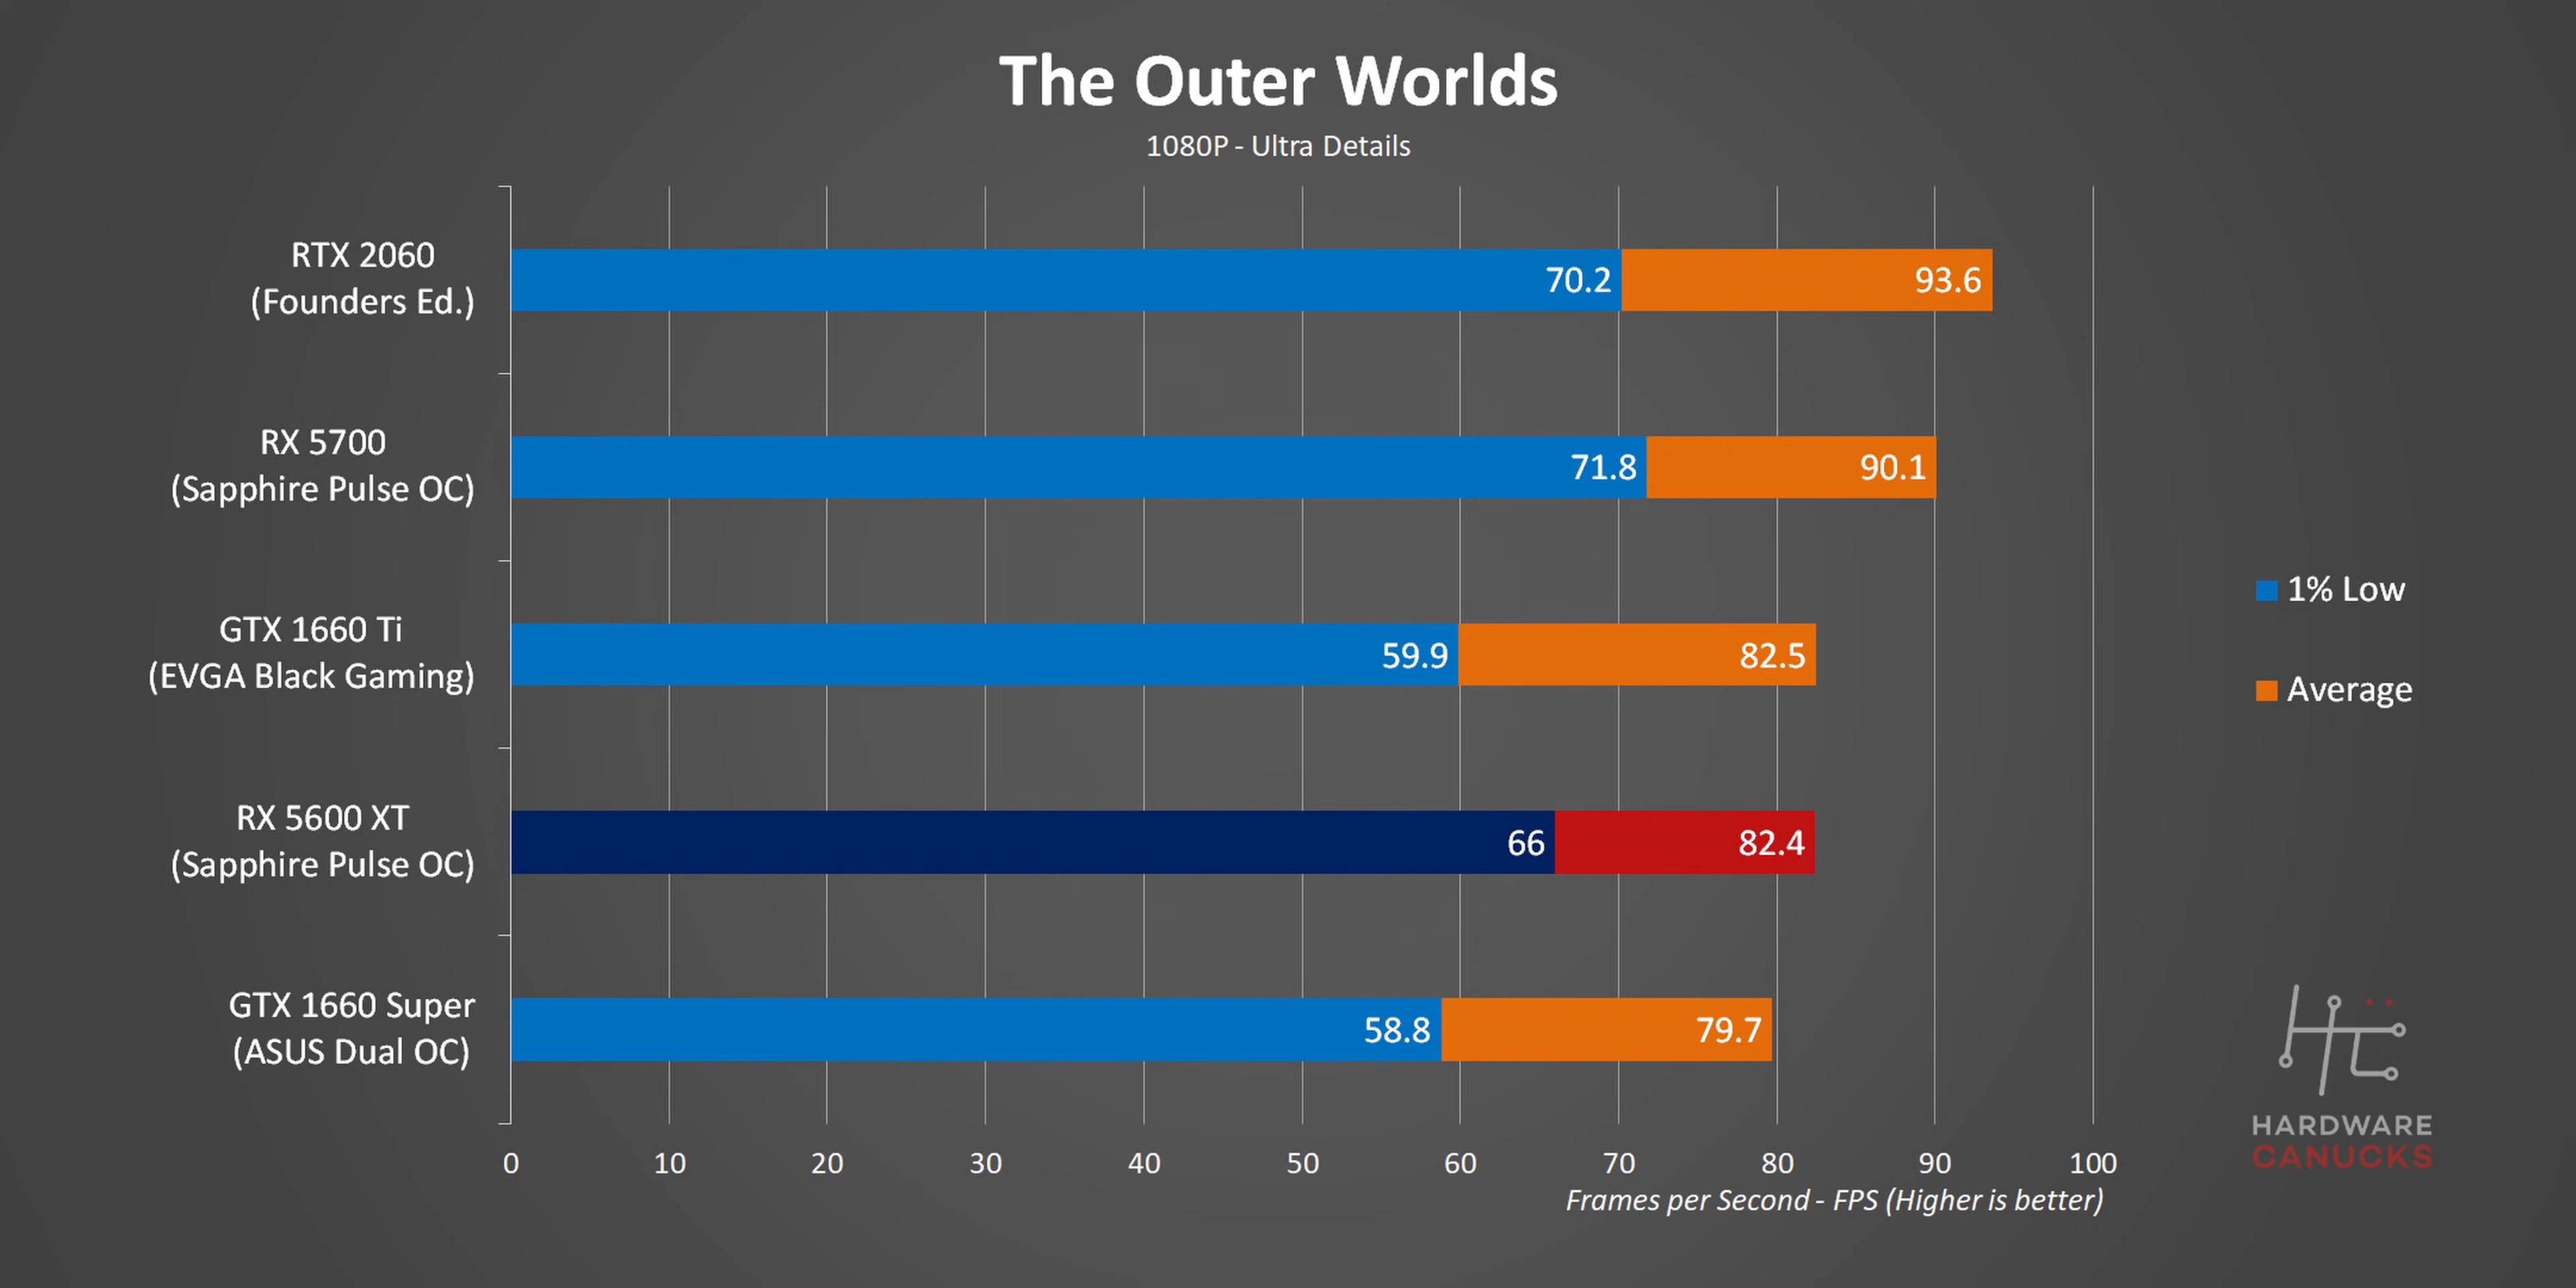 The Outer Worlds
1080P - Ultra Details
RTX 2060
(Founders Ed.)
70.2
93.6
RX 5700
(Sapphire Pulse OC)
71.8
90.1
GTX 1660 Ti
(EVGA Black Gaming)
59.9
82.5
RX 5600 XT
(Sapphire Pulse OC)
66
82.4
GTX 1660 Super
(ASUS Dual OC)
58.8
79.7
0 10 20 30 40 50 60 70 80 90 100
Frames per Second - FPS (Higher is better)
1% Low
Average
HARDWARE
CANUCKS